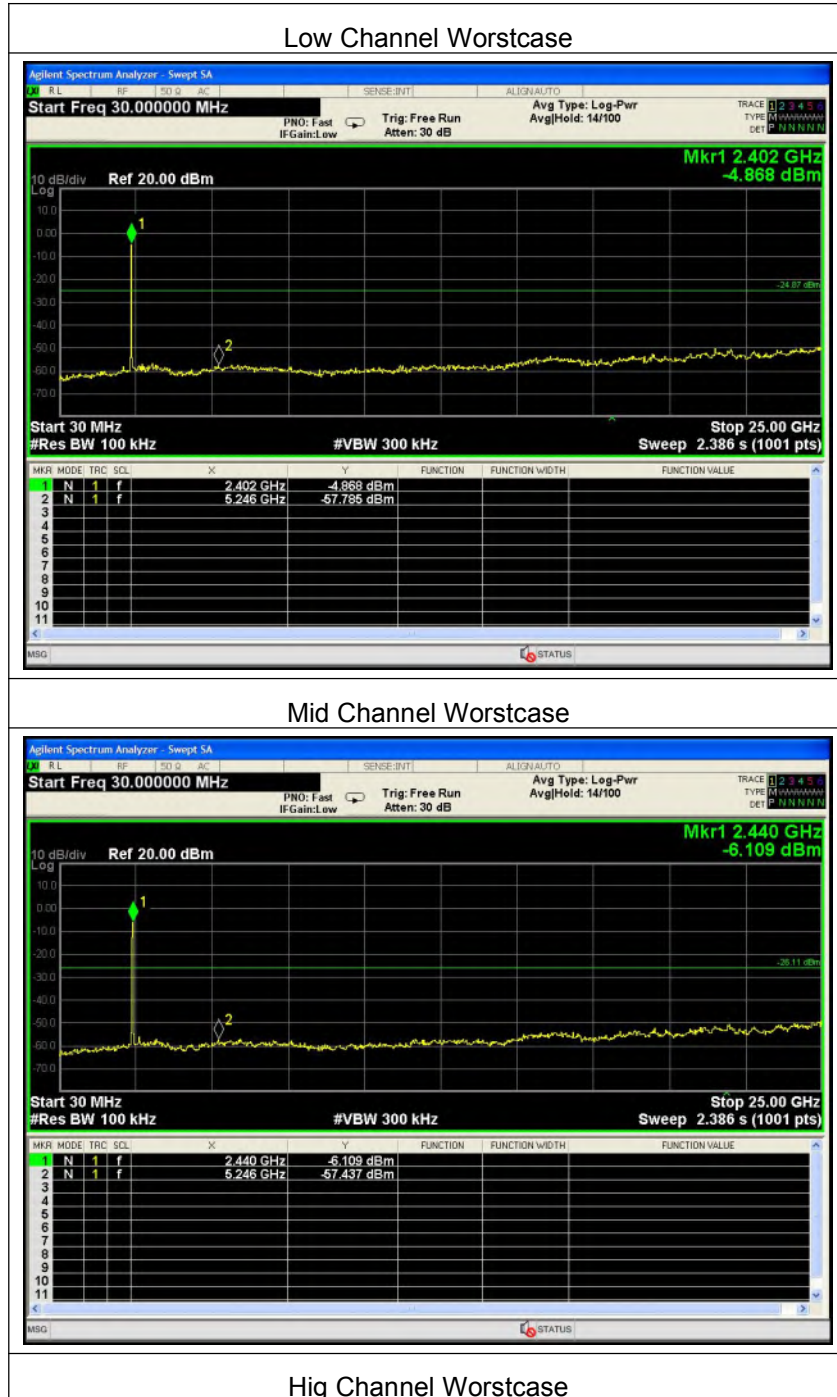 Low Channel Worstcase
Agilent Spectrum Analyzer - Swept SA
RL RF 50 Ω AC SENSE:INT ALIGNAUTO
Start Freq 30.000000 MHz
PNO: Fast
IFGain:Low
Trig: Free Run
Atten: 30 dB
Avg Type: Log-Pwr
Avg|Hold: 14/100
TRACE 1 2 3 4 5 6
TYPE M
DET P N N N N N
Mkr1 2.402 GHz
-4.868 dBm
10 dB/div Ref 20.00 dBm
Log
10.0
0.00
-10.0
-20.0
-30.0
-40.0
-50.0
-60.0
-70.0
1
2
-24.87 dBm
Start 30 MHz Stop 25.00 GHz
#Res BW 100 kHz #VBW 300 kHz Sweep 2.386 s (1001 pts)
MKR MODE TRC SCL X Y FUNCTION FUNCTION WIDTH FUNCTION VALUE
1 N 1 f 2.402 GHz -4.868 dBm
2 N 1 f 5.246 GHz -57.785 dBm
3
4
5
6
7
8
9
10
11
MSG STATUS
Mid Channel Worstcase
Agilent Spectrum Analyzer - Swept SA
RL RF 50 Ω AC SENSE:INT ALIGNAUTO
Start Freq 30.000000 MHz
PNO: Fast
IFGain:Low
Trig: Free Run
Atten: 30 dB
Avg Type: Log-Pwr
Avg|Hold: 14/100
TRACE 1 2 3 4 5 6
TYPE M
DET P N N N N N
Mkr1 2.440 GHz
-6.109 dBm
10 dB/div Ref 20.00 dBm
Log
10.0
0.00
-10.0
-20.0
-30.0
-40.0
-50.0
-60.0
-70.0
1
2
-26.11 dBm
Start 30 MHz Stop 25.00 GHz
#Res BW 100 kHz #VBW 300 kHz Sweep 2.386 s (1001 pts)
MKR MODE TRC SCL X Y FUNCTION FUNCTION WIDTH FUNCTION VALUE
1 N 1 f 2.440 GHz -6.109 dBm
2 N 1 f 5.246 GHz -57.437 dBm
3
4
5
6
7
8
9
10
11
MSG STATUS
Hig Channel Worstcase